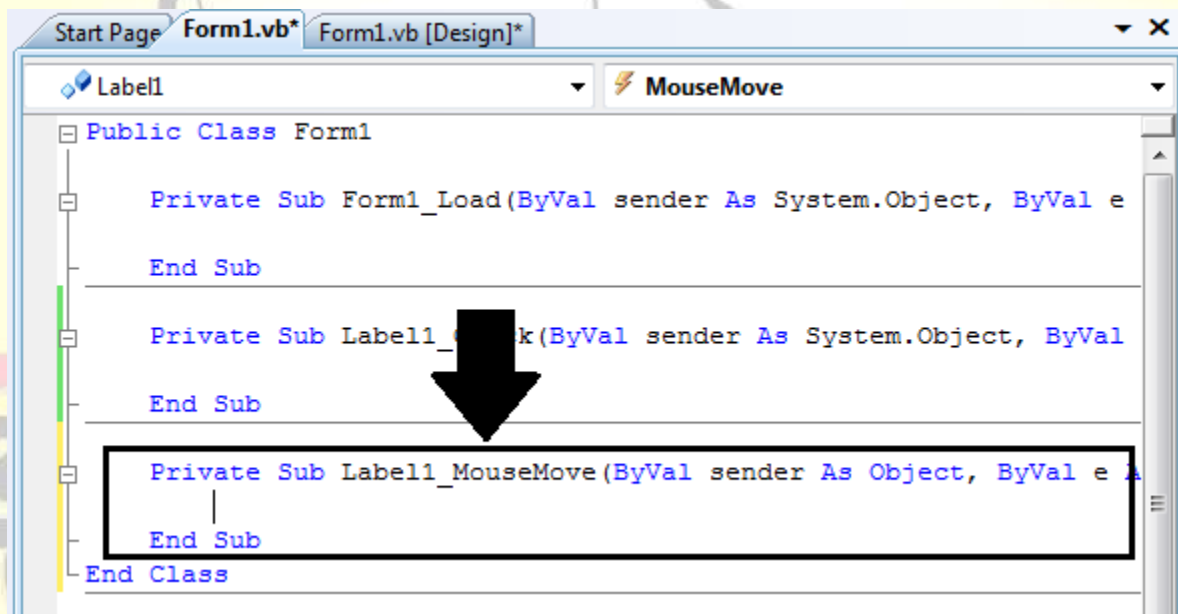 Start Page Form1.vb* Form1.vb [Design]*
Label1 MouseMove
Public Class Form1
Private Sub Form1_Load(ByVal sender As System.Object, ByVal e
End Sub
Private Sub Label1_ k(ByVal sender As System.Object, ByVal
End Sub
Private Sub Label1_MouseMove(ByVal sender As Object, ByVal e A
End Sub
End Class